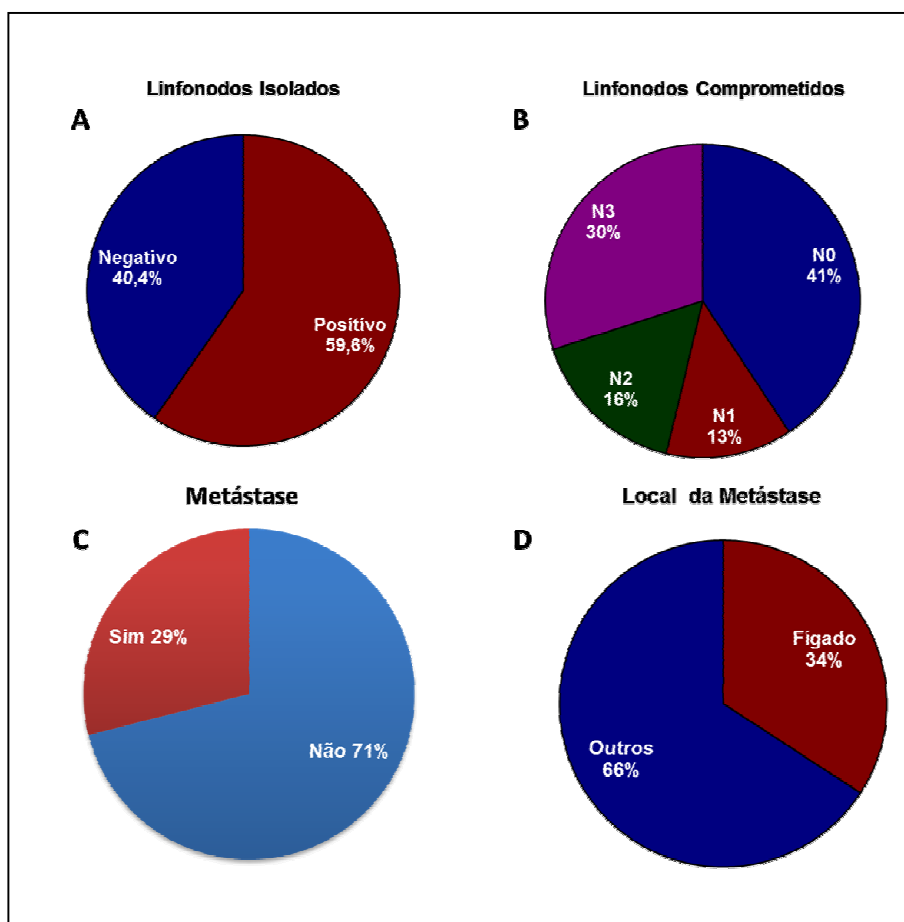 Linfonodos Isolados
A
Negativo
40,4%
Positivo
59,6%
Linfonodos Comprometidos
B
N3
30%
N0
41%
N2
16%
N1
13%
Metástase
C
Sim 29%
Não 71%
Local da Metástase
D
Figado
34%
Outros
66%